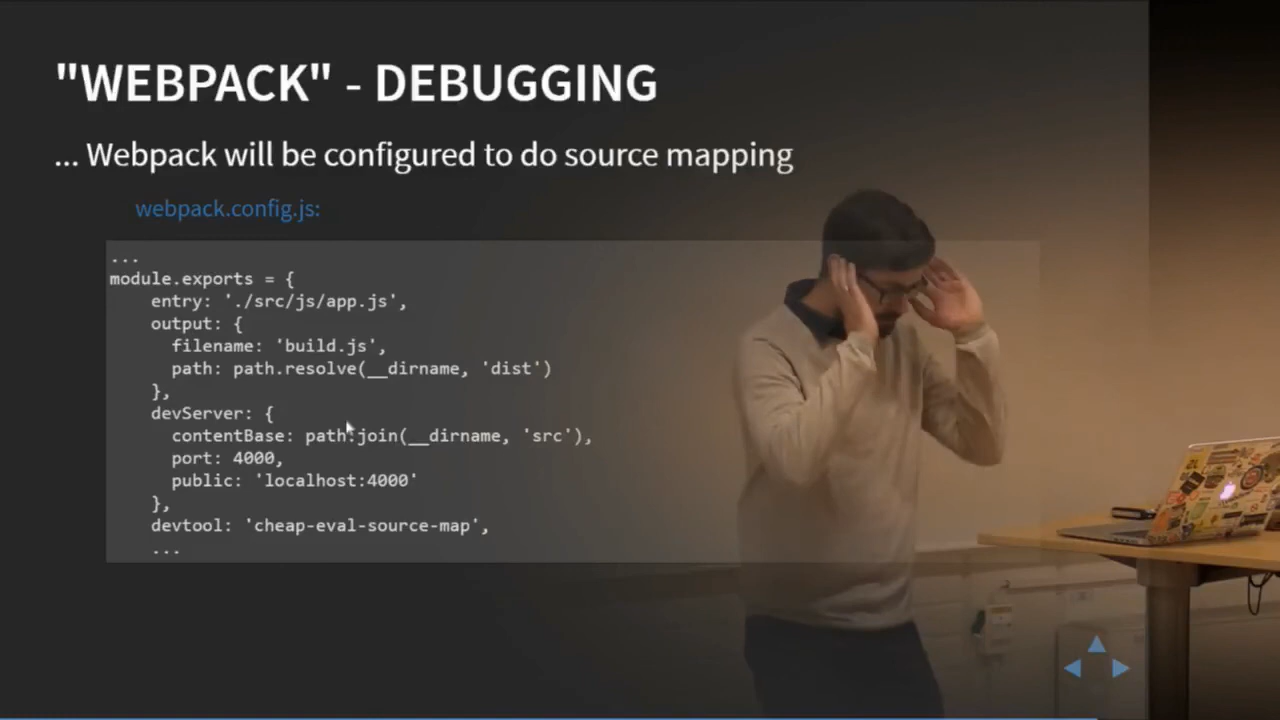 "WEBPACK" - DEBUGGING
... Webpack will be configured to do source mapping
webpack.config.js:
...
module.exports = {
    entry: './src/js/app.js',
    output: {
      filename: 'build.js',
      path: path.resolve(__dirname, 'dist')
    },
    devServer: {
      contentBase: path.join(__dirname, 'src'),
      port: 4000,
      public: 'localhost:4000'
    },
    devtool: 'cheap-eval-source-map',
    ...